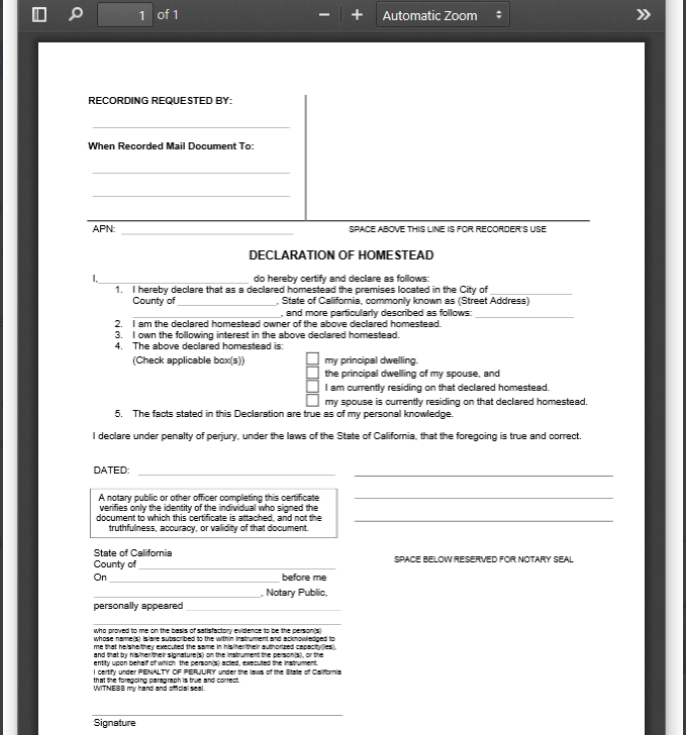 1 of 1
Automatic Zoom
RECORDING REQUESTED BY:
When Recorded Mail Document To:
APN:
SPACE ABOVE THIS LINE IS FOR RECORDER'S USE
DECLARATION OF HOMESTEAD
I, do hereby certify and declare as follows:
1. I hereby declare that as a declared homestead the premises located in the City of
County of , State of California, commonly known as (Street Address)
, and more particularly described as follows:
2. I am the declared homestead owner of the above declared homestead.
3. I own the following interest in the above declared homestead.
4. The above declared homestead is:
(Check applicable box(s)) my principal dwelling.
the principal dwelling of my spouse, and
I am currently residing on that declared homestead.
my spouse is currently residing on that declared homestead.
5. The facts stated in this Declaration are true as of my personal knowledge.
I declare under penalty of perjury, under the laws of the State of California, that the foregoing is true and correct.
DATED:
A notary public or other officer completing this certificate
verifies only the identity of the individual who signed the
document to which this certificate is attached, and not the
truthfulness, accuracy, or validity of that document.
State of California
County of
SPACE BELOW RESERVED FOR NOTARY SEAL
On before me
, Notary Public,
personally appeared
who proved to me on the basis of satisfactory evidence to be the person(s)
whose name(s) is/are subscribed to the within instrument and acknowledged to
me that he/she/they executed the same in his/her/their authorized capacity(ies),
and that by his/her/their signature(s) on the instrument the person(s), or the
entity upon behalf of which the person(s) acted, executed the instrument.
I certify under PENALTY OF PERJURY under the laws of the State of California
that the foregoing paragraph is true and correct.
WITNESS my hand and official seal.
Signature